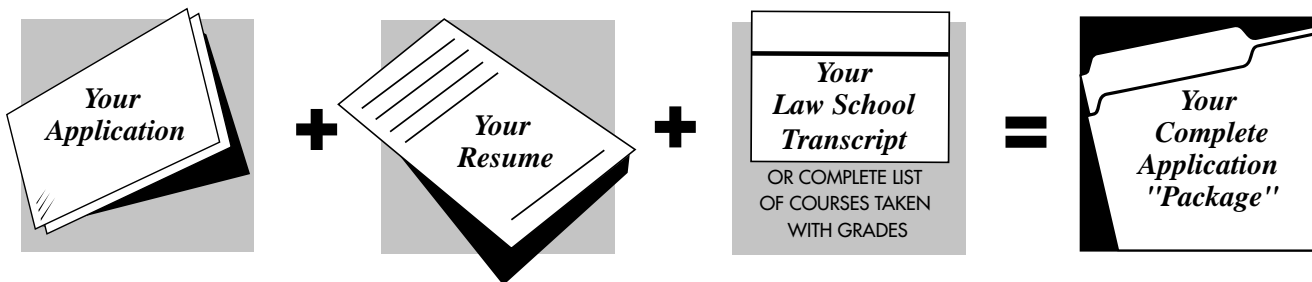 Your
Application
+
Your
Resume
+
Your
Law School
Transcript
OR COMPLETE LIST
OF COURSES TAKEN
WITH GRADES
=
Your
Complete
Application
"Package"